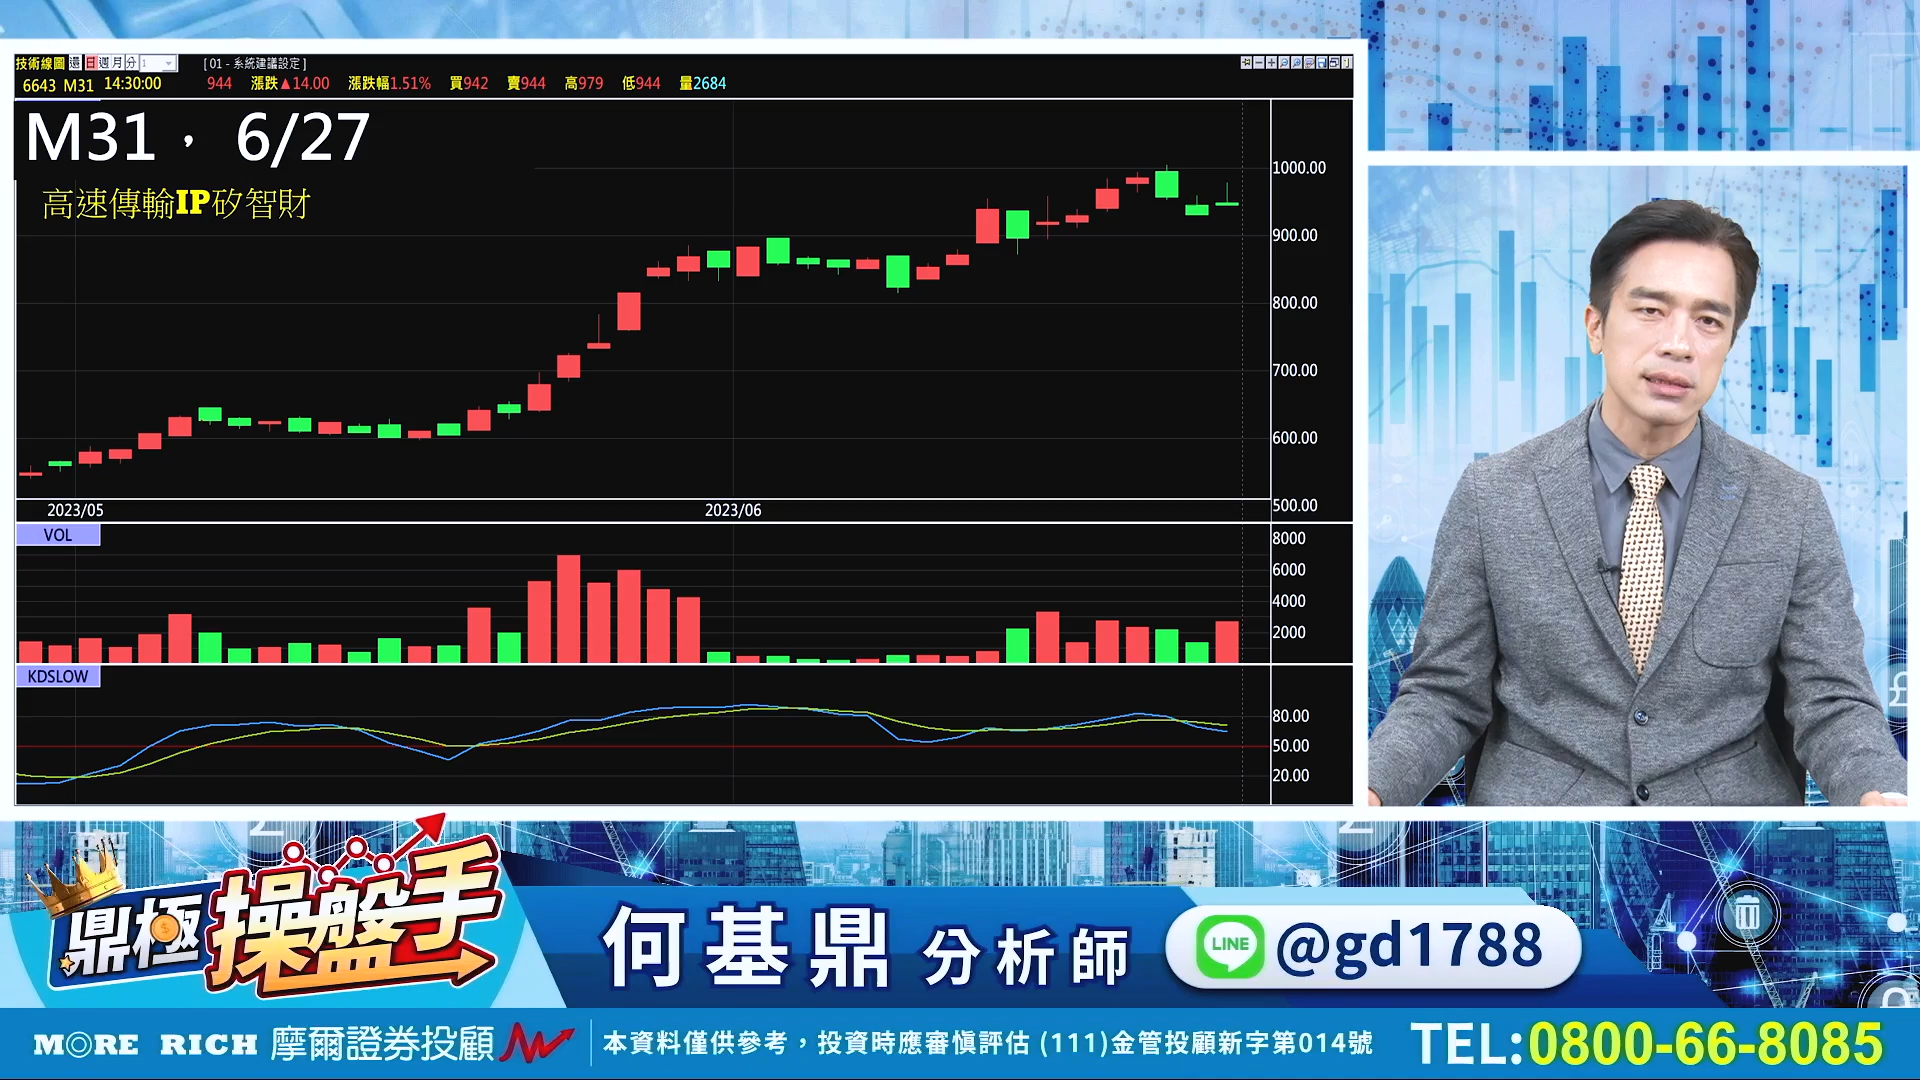 技術線圖 還 日 週 月 分 1 [ 01 - 系統建議設定 ]
6643 M31 14:30:00 944 漲跌▲14.00 漲跌幅1.51% 買942 賣944 高979 低944 量2684
M31， 6/27
高速傳輸IP矽智財
1000.00
900.00
800.00
700.00
600.00
500.00
2023/05 2023/06
VOL
8000
6000
4000
2000
KDSLOW
80.00
50.00
20.00
鼎極操盤手
何基鼎 分析師
LINE @gd1788
MORE RICH 摩爾證券投顧
本資料僅供參考，投資時應審慎評估 (111)金管投顧新字第014號
TEL:0800-66-8085